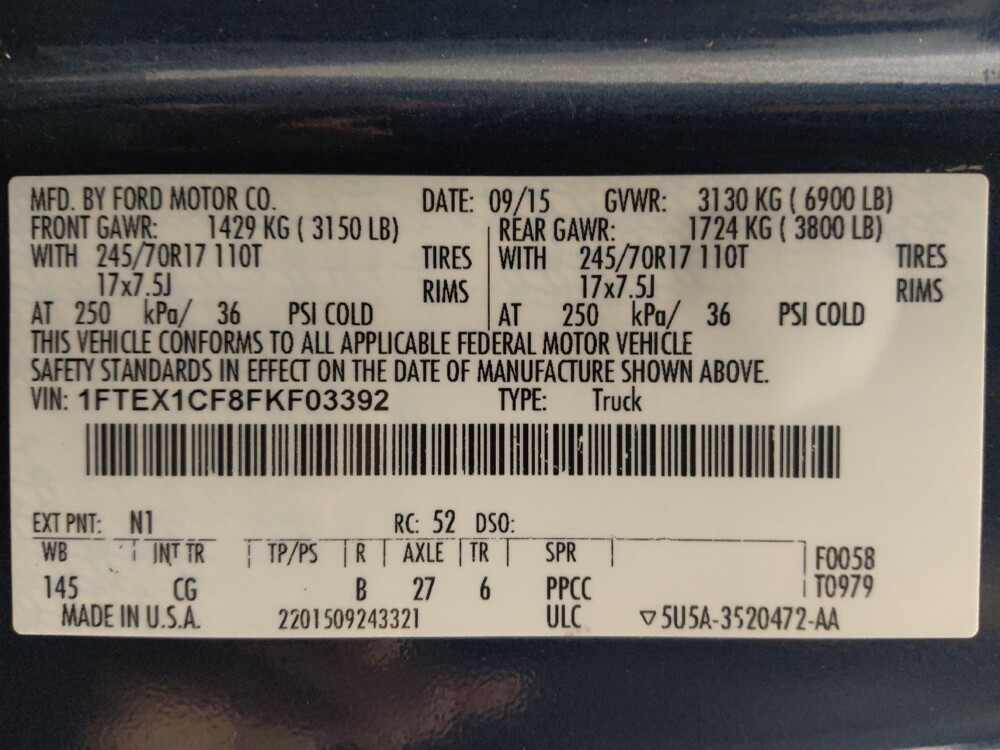 MFD. BY FORD MOTOR CO. DATE: 09/15 GVWR: 3130 KG ( 6900 LB)
FRONT GAWR: 1429 KG ( 3150 LB) REAR GAWR: 1724 KG ( 3800 LB)
WITH 245/70R17 110T TIRES WITH 245/70R17 110T TIRES
17x7.5J RIMS 17x7.5J RIMS
AT 250 kPa/ 36 PSI COLD AT 250 kPa/ 36 PSI COLD
THIS VEHICLE CONFORMS TO ALL APPLICABLE FEDERAL MOTOR VEHICLE
SAFETY STANDARDS IN EFFECT ON THE DATE OF MANUFACTURE SHOWN ABOVE.
VIN: 1FTEX1CF8FKF03392 TYPE: Truck
EXT PNT: N1 RC: 52 DSO:
WB INT TR TP/PS R AXLE TR SPR F0058
145 CG B 27 6 PPCC T0979
MADE IN U.S.A. 2201509243321 ULC ▽5U5A-3520472-AA